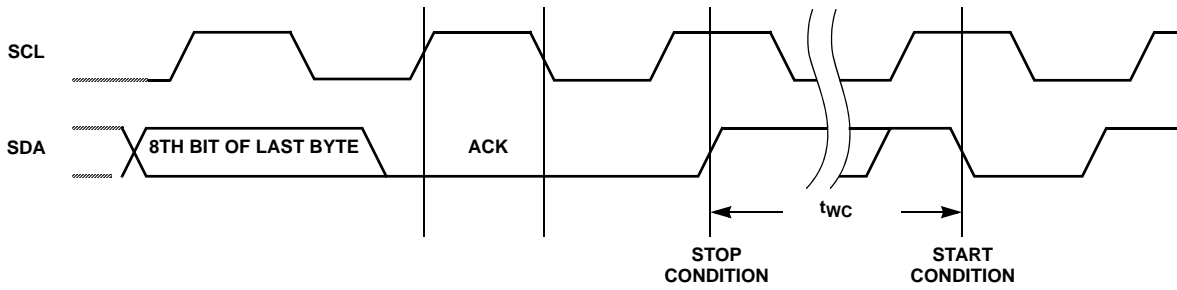 SCL
SDA
8TH BIT OF LAST BYTE
ACK
tWC
STOP
CONDITION
START
CONDITION